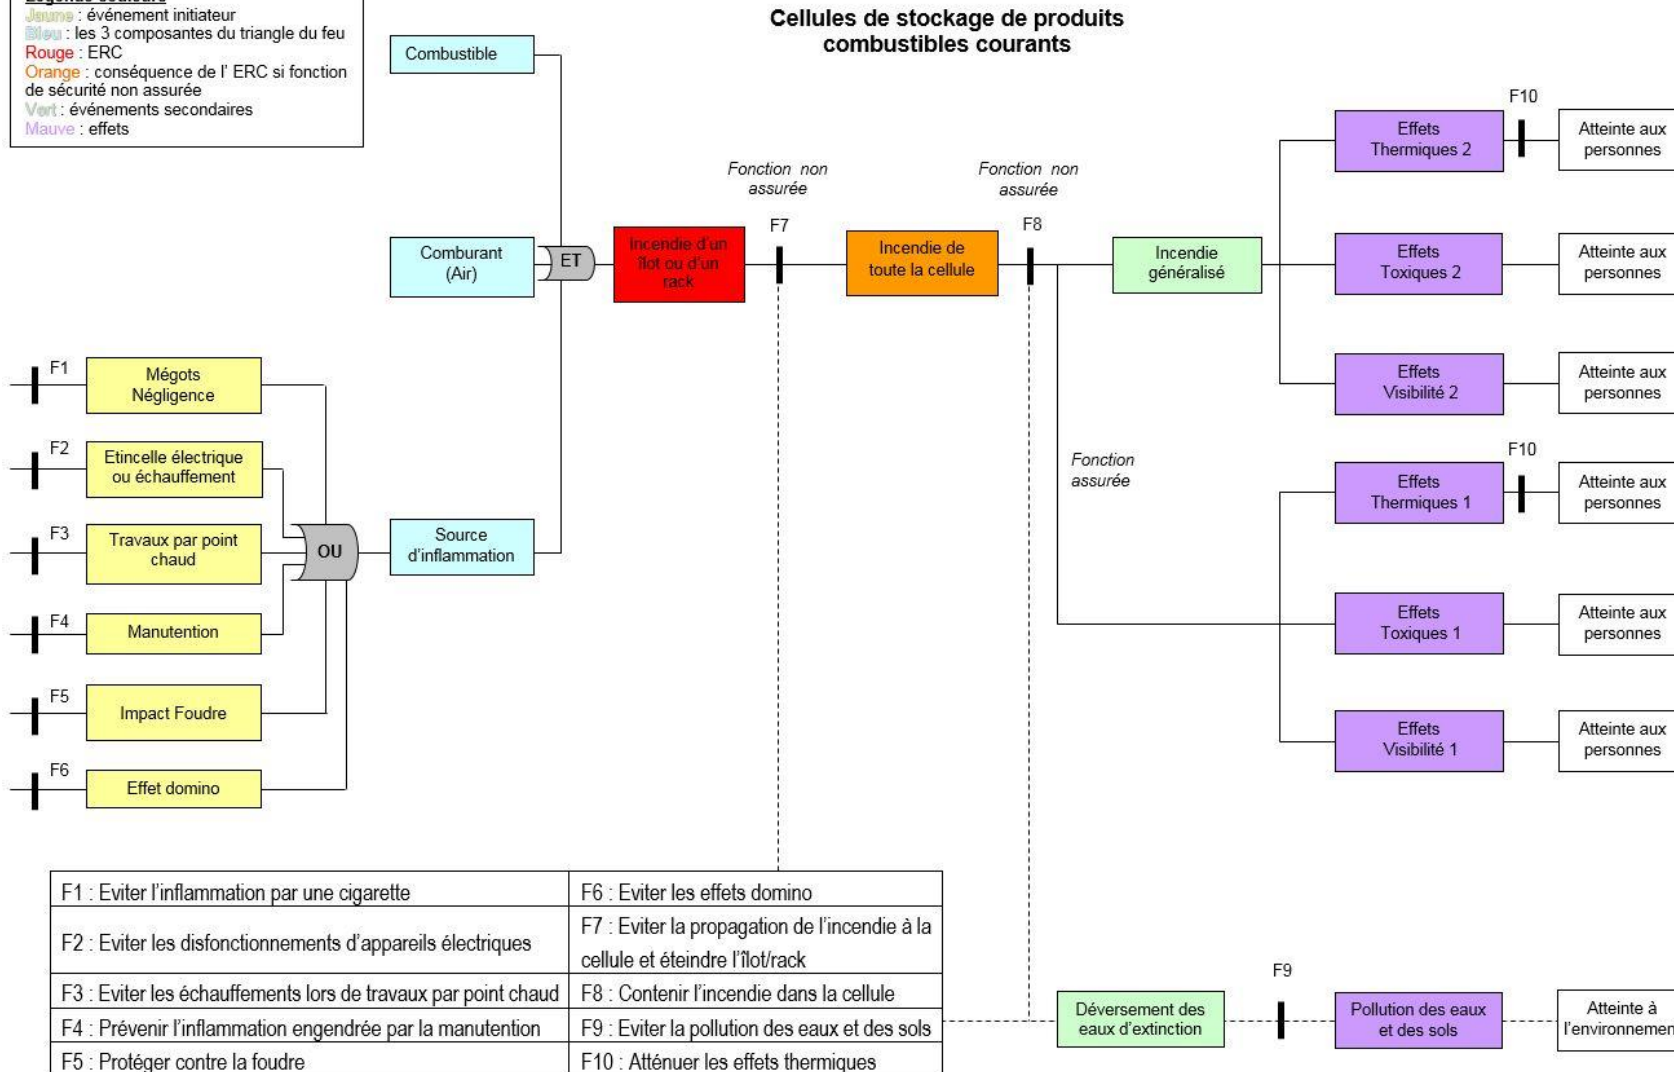 Légende couleurs
Jaune : événement initiateur
Bleu : les 3 composantes du triangle du feu
Rouge : ERC
Orange : conséquence de l' ERC si fonction
de sécurité non assurée
Vert : événements secondaires
Mauve : effets
Cellules de stockage de produits
combustibles courants
Combustible
Comburant
(Air)
ET
Incendie d'un
îlot ou d'un
rack
Fonction non
assurée
F7
Incendie de
toute la cellule
Fonction non
assurée
F8
Incendie
généralisé
Effets
Thermiques 2
F10
Atteinte aux
personnes
Effets
Toxiques 2
Atteinte aux
personnes
Effets
Visibilité 2
Atteinte aux
personnes
Fonction
assurée
Effets
Thermiques 1
F10
Atteinte aux
personnes
Effets
Toxiques 1
Atteinte aux
personnes
Effets
Visibilité 1
Atteinte aux
personnes
F1
Mégots
Négligence
F2
Etincelle électrique
ou échauffement
F3
Travaux par point
chaud
OU
Source
d'inflammation
F4
Manutention
F5
Impact Foudre
F6
Effet domino
F1 : Eviter l'inflammation par une cigarette
F6 : Eviter les effets domino
F2 : Eviter les disfonctionnements d'appareils électriques
F7 : Eviter la propagation de l'incendie à la
cellule et éteindre l'îlot/rack
F3 : Eviter les échauffements lors de travaux par point chaud
F8 : Contenir l'incendie dans la cellule
F4 : Prévenir l'inflammation engendrée par la manutention
F9 : Eviter la pollution des eaux et des sols
F5 : Protéger contre la foudre
F10 : Atténuer les effets thermiques
Déversement des
eaux d'extinction
F9
Pollution des eaux
et des sols
Atteinte à
l'environnemen